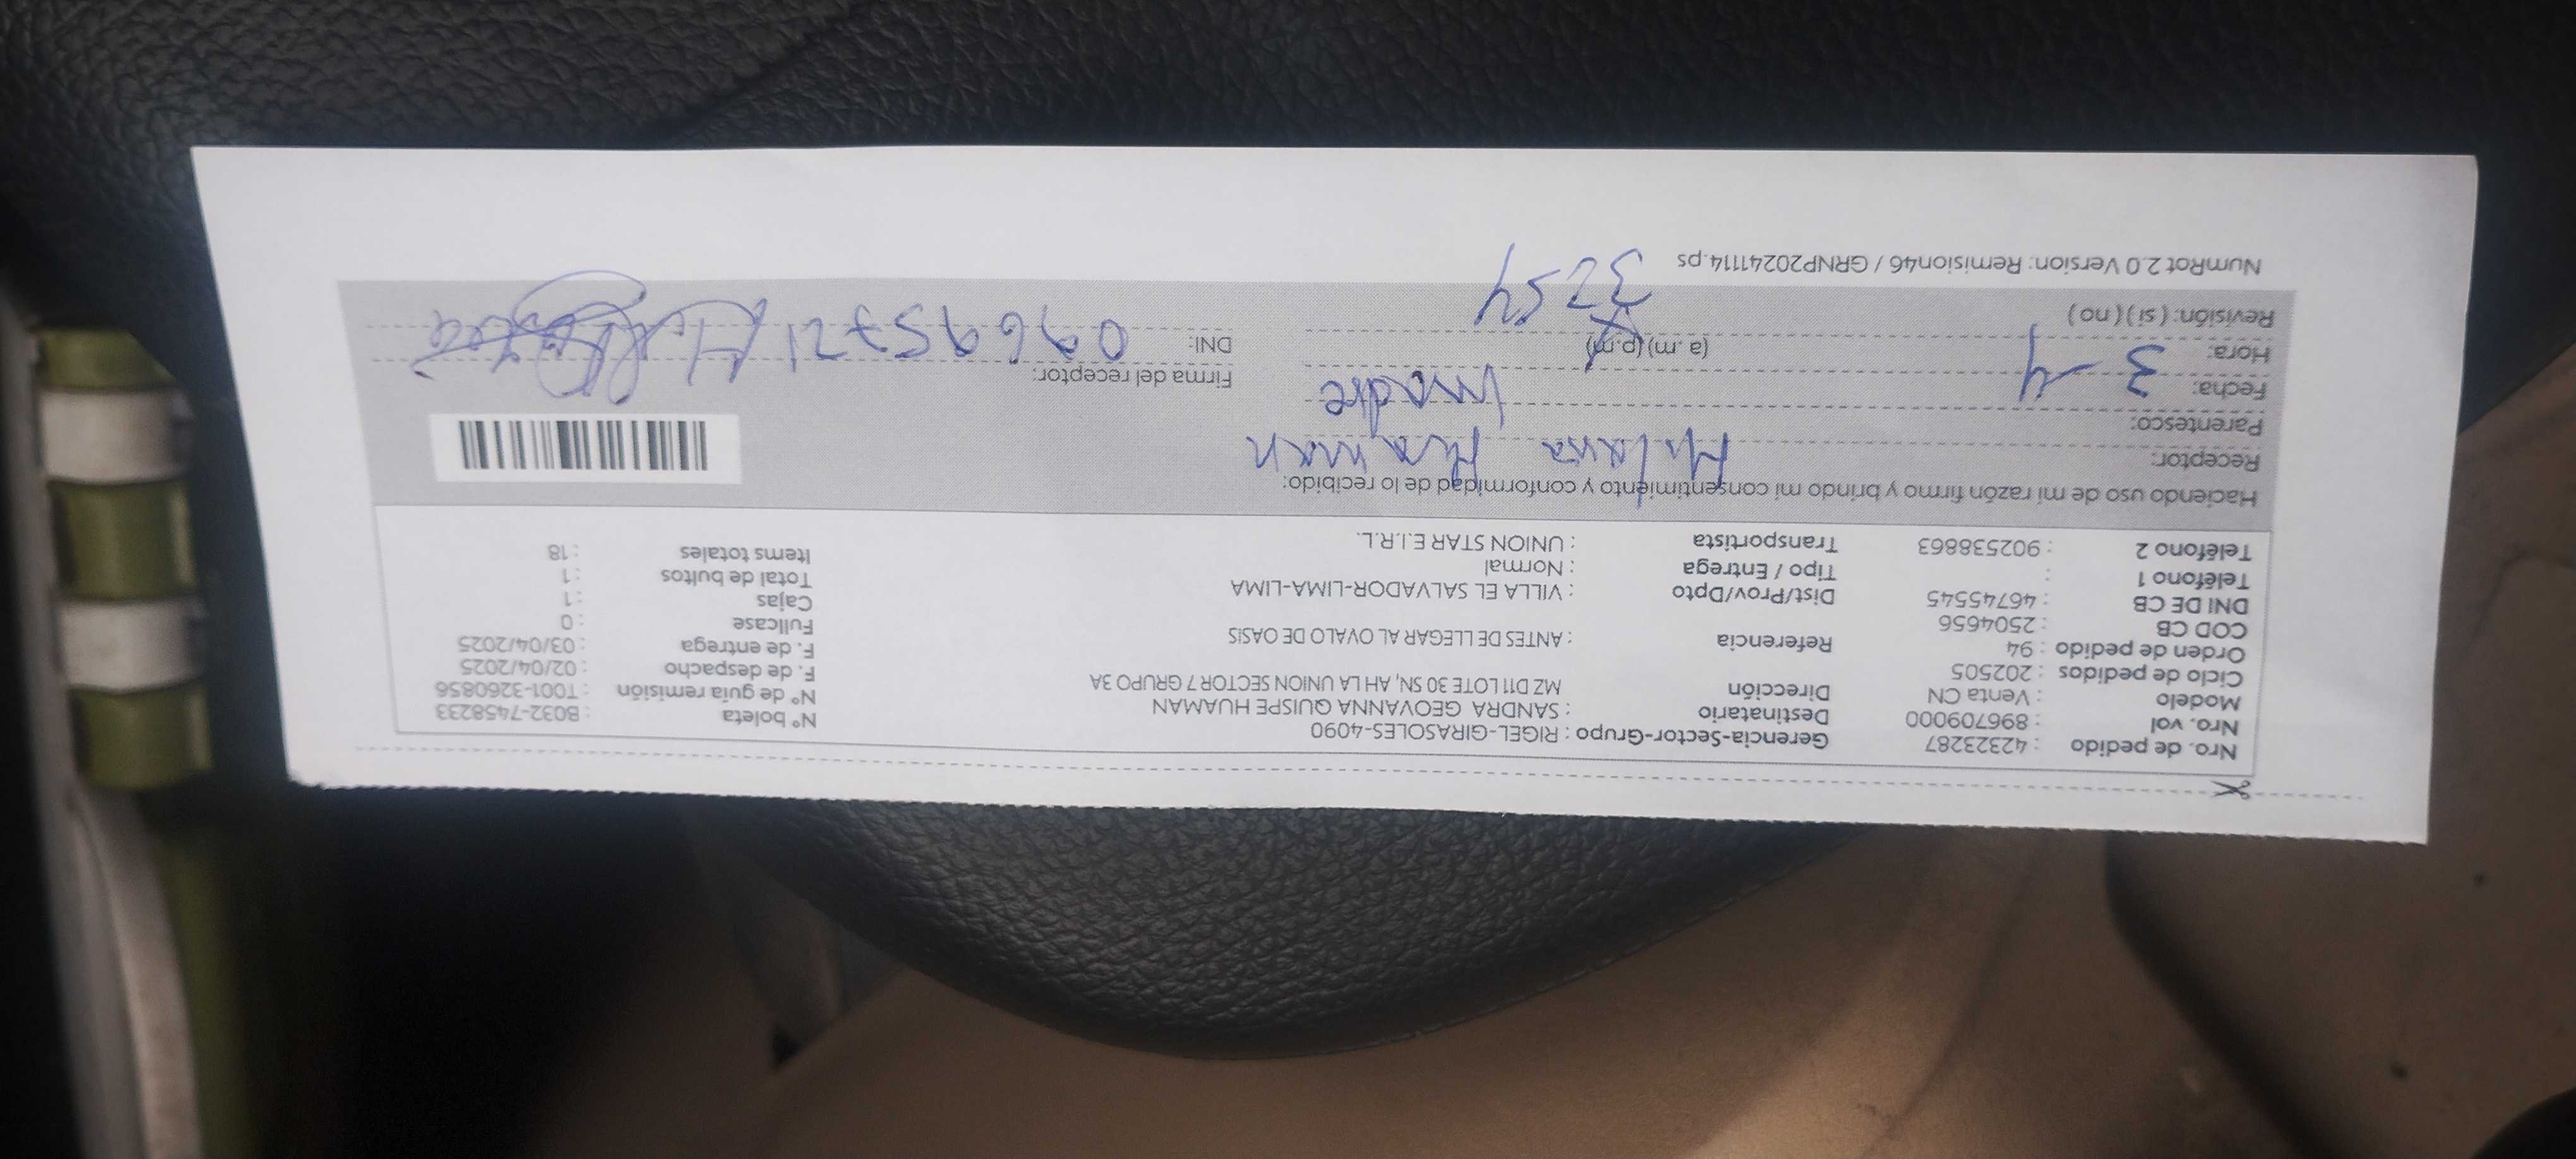 Nro. de pedido : 42323287
Nro. vol : 896709000
Modelo : Venta CN
Ciclo de pedidos : 202505
Orden de pedido : 94
COD CB : 2504656
DNI DE CB : 46745545
Teléfono 1 :
Teléfono 2 : 902538863
Gerencia-Sector-Grupo : RIGEL-GIRASOLES-4090
Destinatario : SANDRA GEOVANNA QUISPE HUAMAN
Dirección MZ D11 LOTE 30 SN, AH LA UNION SECTOR 7 GRUPO 3A
Referencia : ANTES DE LLEGAR AL OVALO DE OASIS
Dist/Prov/Dpto : VILLA EL SALVADOR-LIMA-LIMA
Tipo / Entrega : Normal
Transportista : UNION STAR E.I.R.L.
N° boleta : B032-7458233
N° de guía remisión : T001-3260856
F. de despacho : 02/04/2025
F. de entrega : 03/04/2025
Fullcase : 0
Cajas : 1
Total de bultos : 1
Items totales : 18
Haciendo uso de mi razón firmo y brindo mi consentimiento y conformidad de lo recibido:
Receptor: Huaman
Parentesco: madre
Fecha: 3-4
Hora: (a. m) (p.m)
Revisión: ( si ) ( no )
3254
Firma del receptor:
DNI: 09695721
NumRot 2.0 Version: Remision46 / GRNP20241114.ps